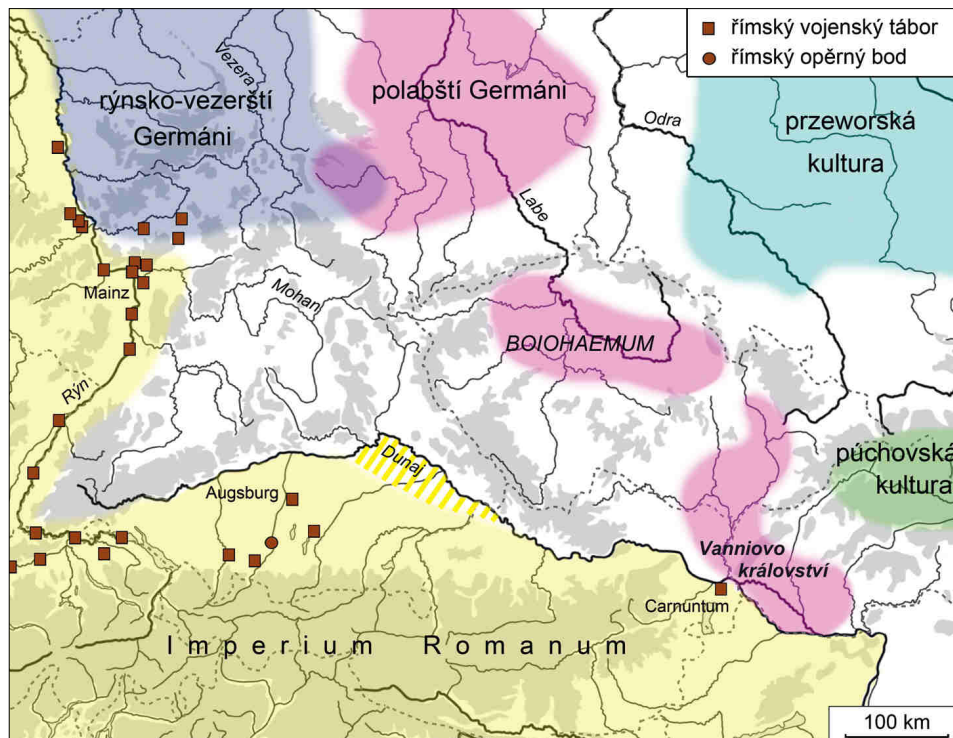 římský vojenský tábor
římský opěrný bod
Vezera
rýnsko-vezerští
Germáni
polabští Germáni
Odra
przeworská
kultura
Labe
Mainz
Mohan
BOIOHAEMUM
Rýn
púchovská
kultura
Dunaj
Augsburg
Vanniovo
království
Carnuntum
Imperium Romanum
100 km